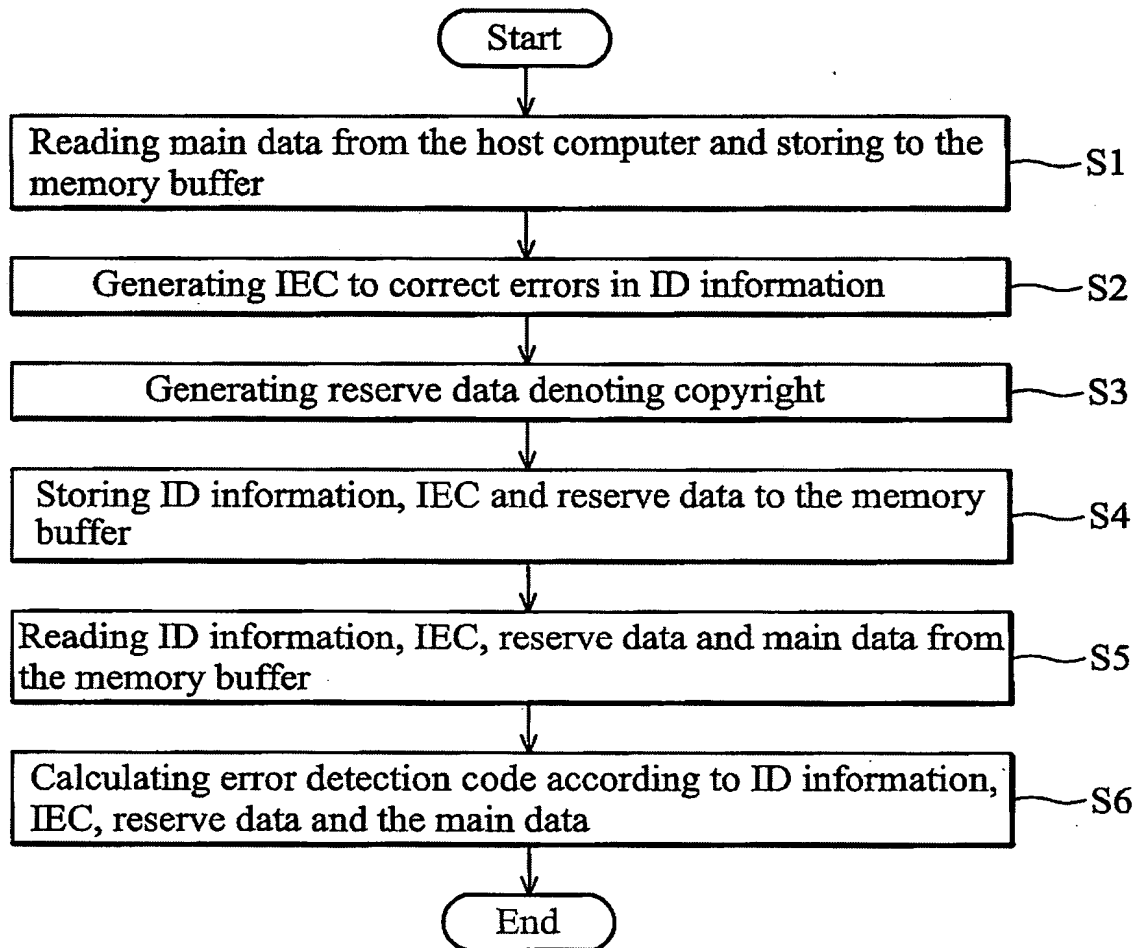 Start
Reading main data from the host computer and storing to the
memory buffer
S1
Generating IEC to correct errors in ID information
S2
Generating reserve data denoting copyright
S3
Storing ID information, IEC and reserve data to the memory
buffer
S4
Reading ID information, IEC, reserve data and main data from
the memory buffer
S5
Calculating error detection code according to ID information,
IEC, reserve data and the main data
S6
End